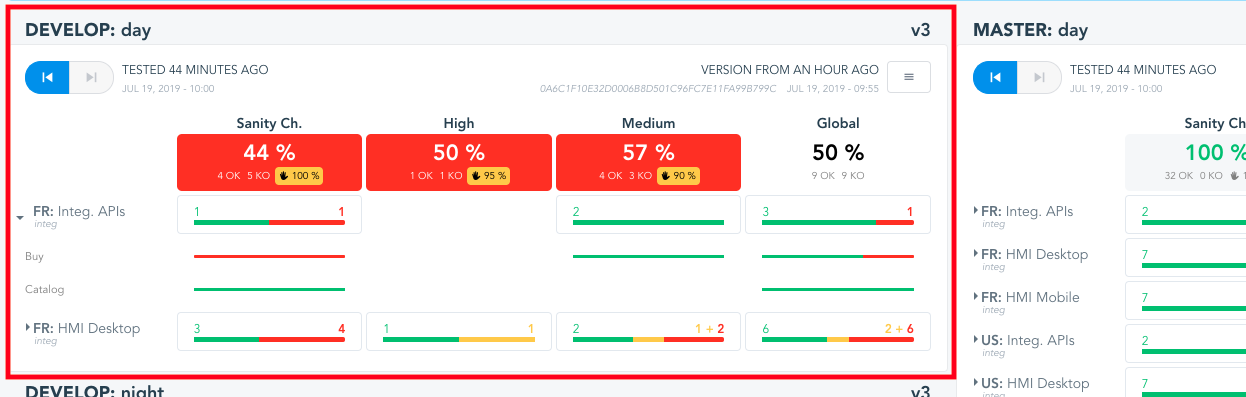 DEVELOP: day v3
TESTED 44 MINUTES AGO VERSION FROM AN HOUR AGO
JUL 19, 2019 - 10:00 0A6C1F10E32D0006B8D501C96FC7E11FA99B799C JUL 19, 2019 - 09:55
Sanity Ch. High Medium Global
44 % 50 % 57 % 50 %
4 OK 5 KO 100 % 1 OK 1 KO 95 % 4 OK 3 KO 90 % 9 OK 9 KO
FR: Integ. APIs 1 1 2 3 1
integ
Buy
Catalog
FR: HMI Desktop 3 4 1 1 2 1 + 2 6 2 + 6
integ
DEVELOP: night v3
MASTER: day
TESTED 44 MINUTES AGO
JUL 19, 2019 - 10:00
Sanity Ch
100 %
32 OK 0 KO
FR: Integ. APIs 2
integ
FR: HMI Desktop 7
integ
FR: HMI Mobile 7
integ
US: Integ. APIs 2
integ
US: HMI Desktop 7
integ